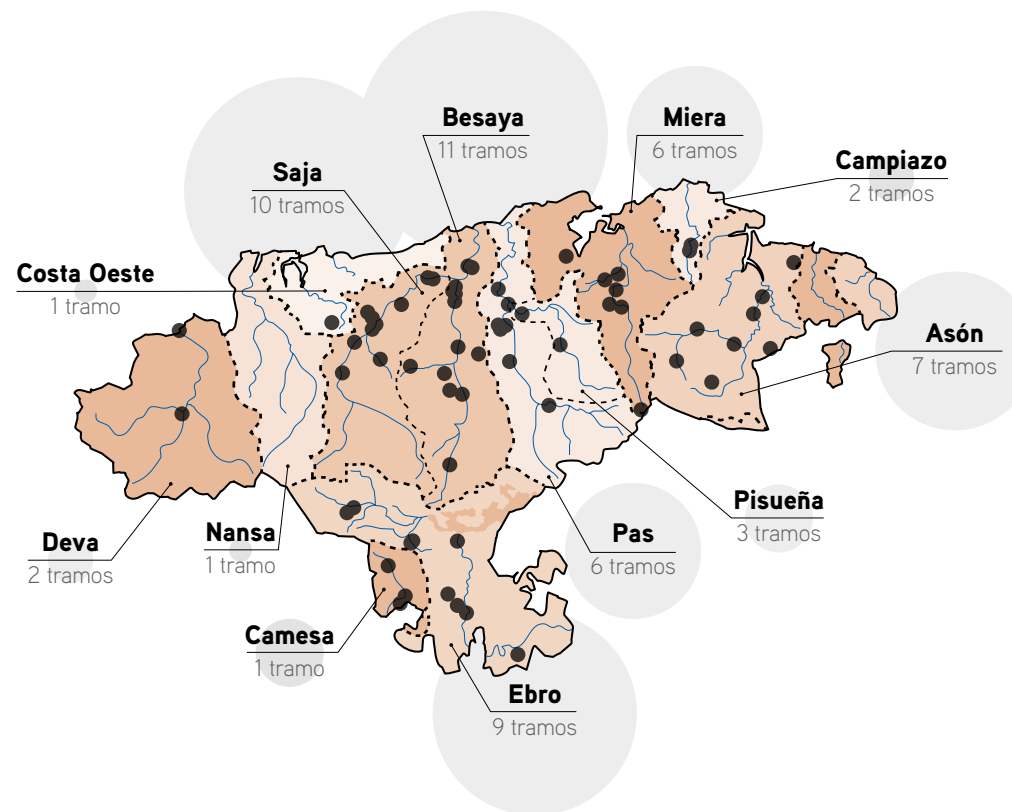 Besaya
11 tramos
Miera
6 tramos
Campiazo
2 tramos
Saja
10 tramos
Costa Oeste
1 tramo
Asón
7 tramos
Pisueña
3 tramos
Deva
2 tramos
Nansa
1 tramo
Pas
6 tramos
Camesa
1 tramo
Ebro
9 tramos